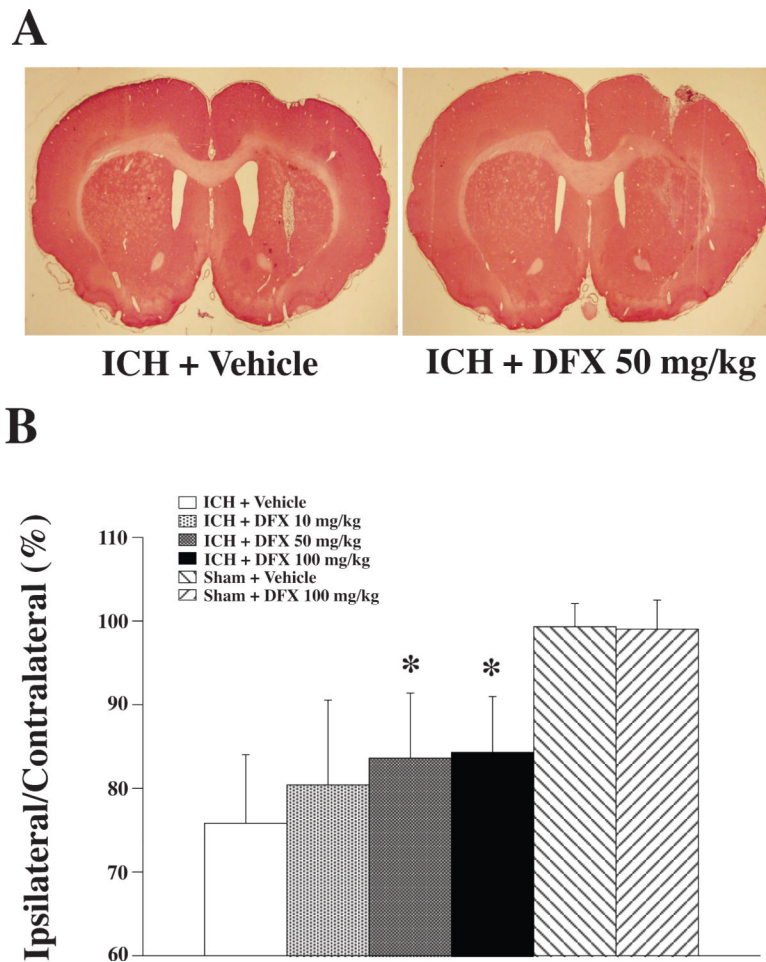 A
ICH + Vehicle
ICH + DFX 50 mg/kg
B
ICH + Vehicle
ICH + DFX 10 mg/kg
ICH + DFX 50 mg/kg
ICH + DFX 100 mg/kg
Sham + Vehicle
Sham + DFX 100 mg/kg
Ipsilateral/Contralateral (%)
110
100
90
80
70
60
* *